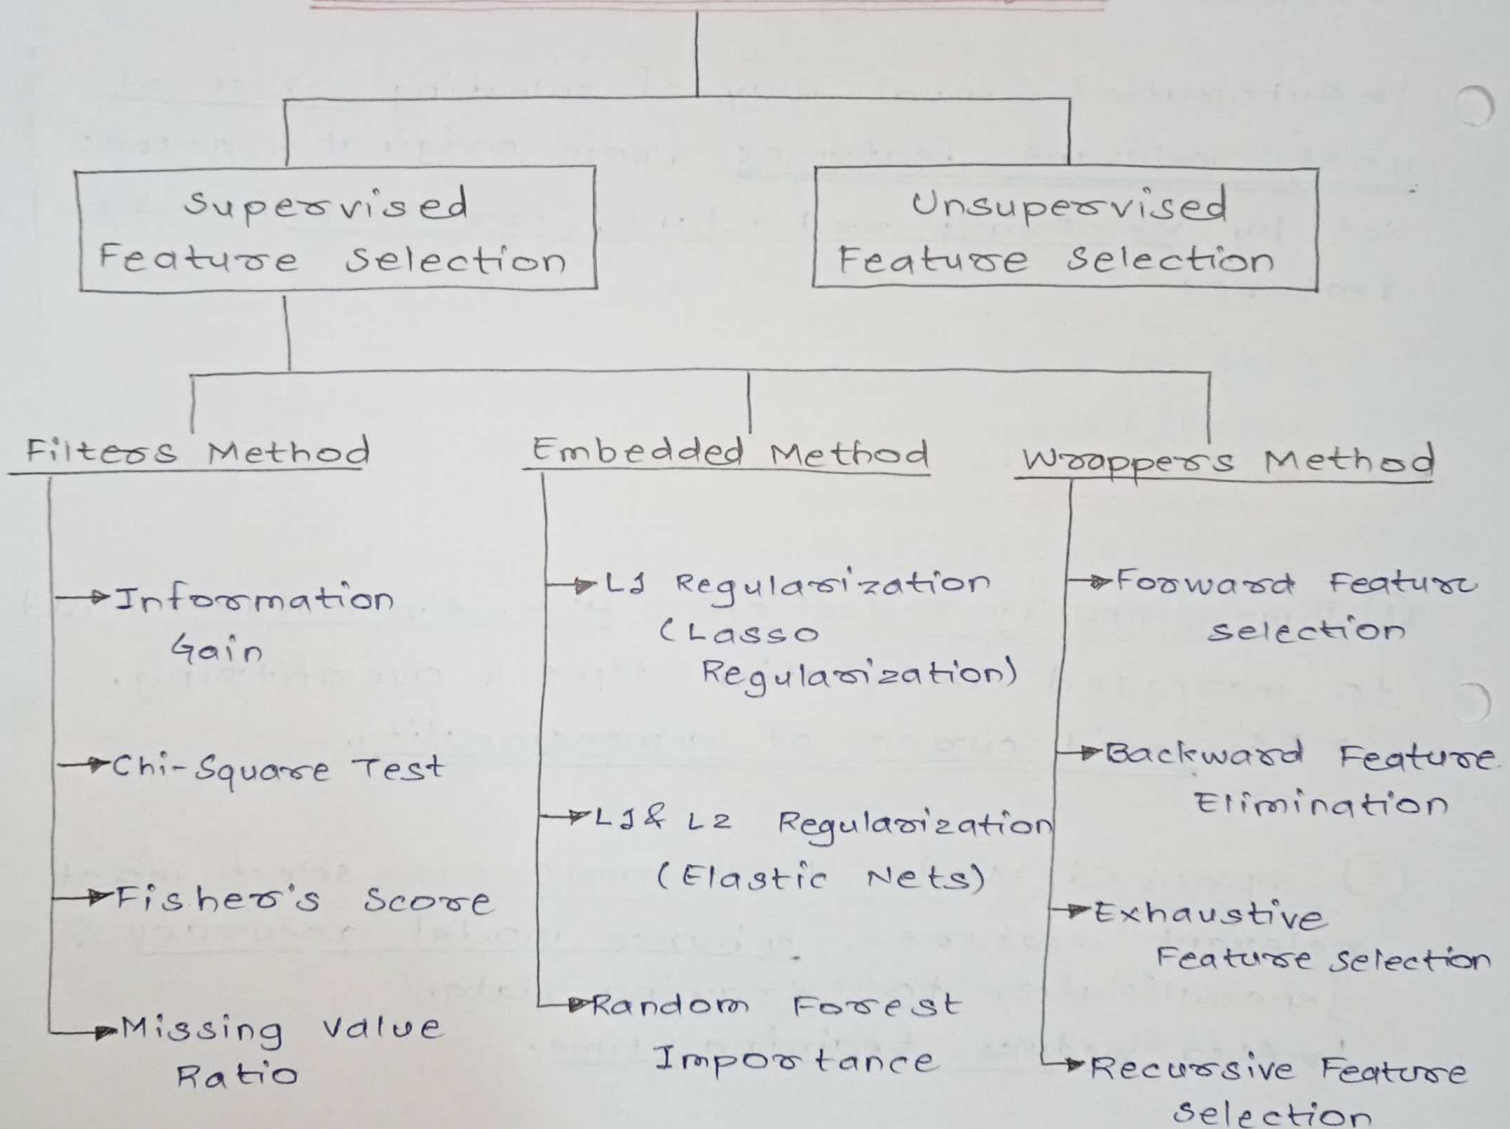 Supervised
Feature Selection
Unsupervised
Feature Selection
Filters Method
Embedded Method
Wrappers Method
Information
Gain
Chi-Square Test
Fisher's Score
Missing Value
Ratio
L1 Regularization
(Lasso
Regularization)
L1 & L2 Regularization
(Elastic Nets)
Random Forest
Importance
Forward Feature
Selection
Backward Feature
Elimination
Exhaustive
Feature Selection
Recursive Feature
Selection